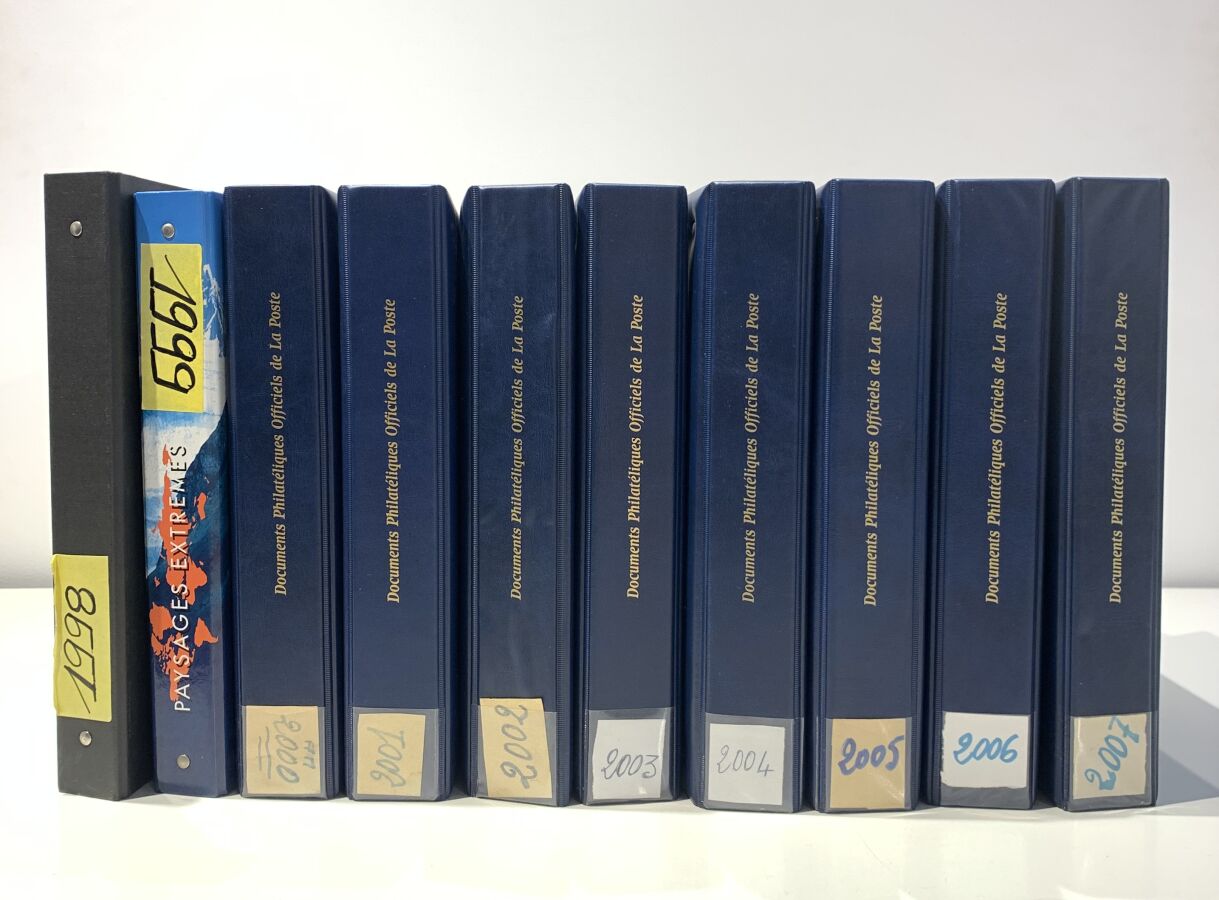 1998
1999
PAYSAGES EXTRÊMES
Documents Philatéliques Officiels de La Poste
2000
Documents Philatéliques Officiels de La Poste
2001
Documents Philatéliques Officiels de La Poste
2002
Documents Philatéliques Officiels de La Poste
2003
Documents Philatéliques Officiels de La Poste
2004
Documents Philatéliques Officiels de La Poste
2005
Documents Philatéliques Officiels de La Poste
2006
Documents Philatéliques Officiels de La Poste
2007